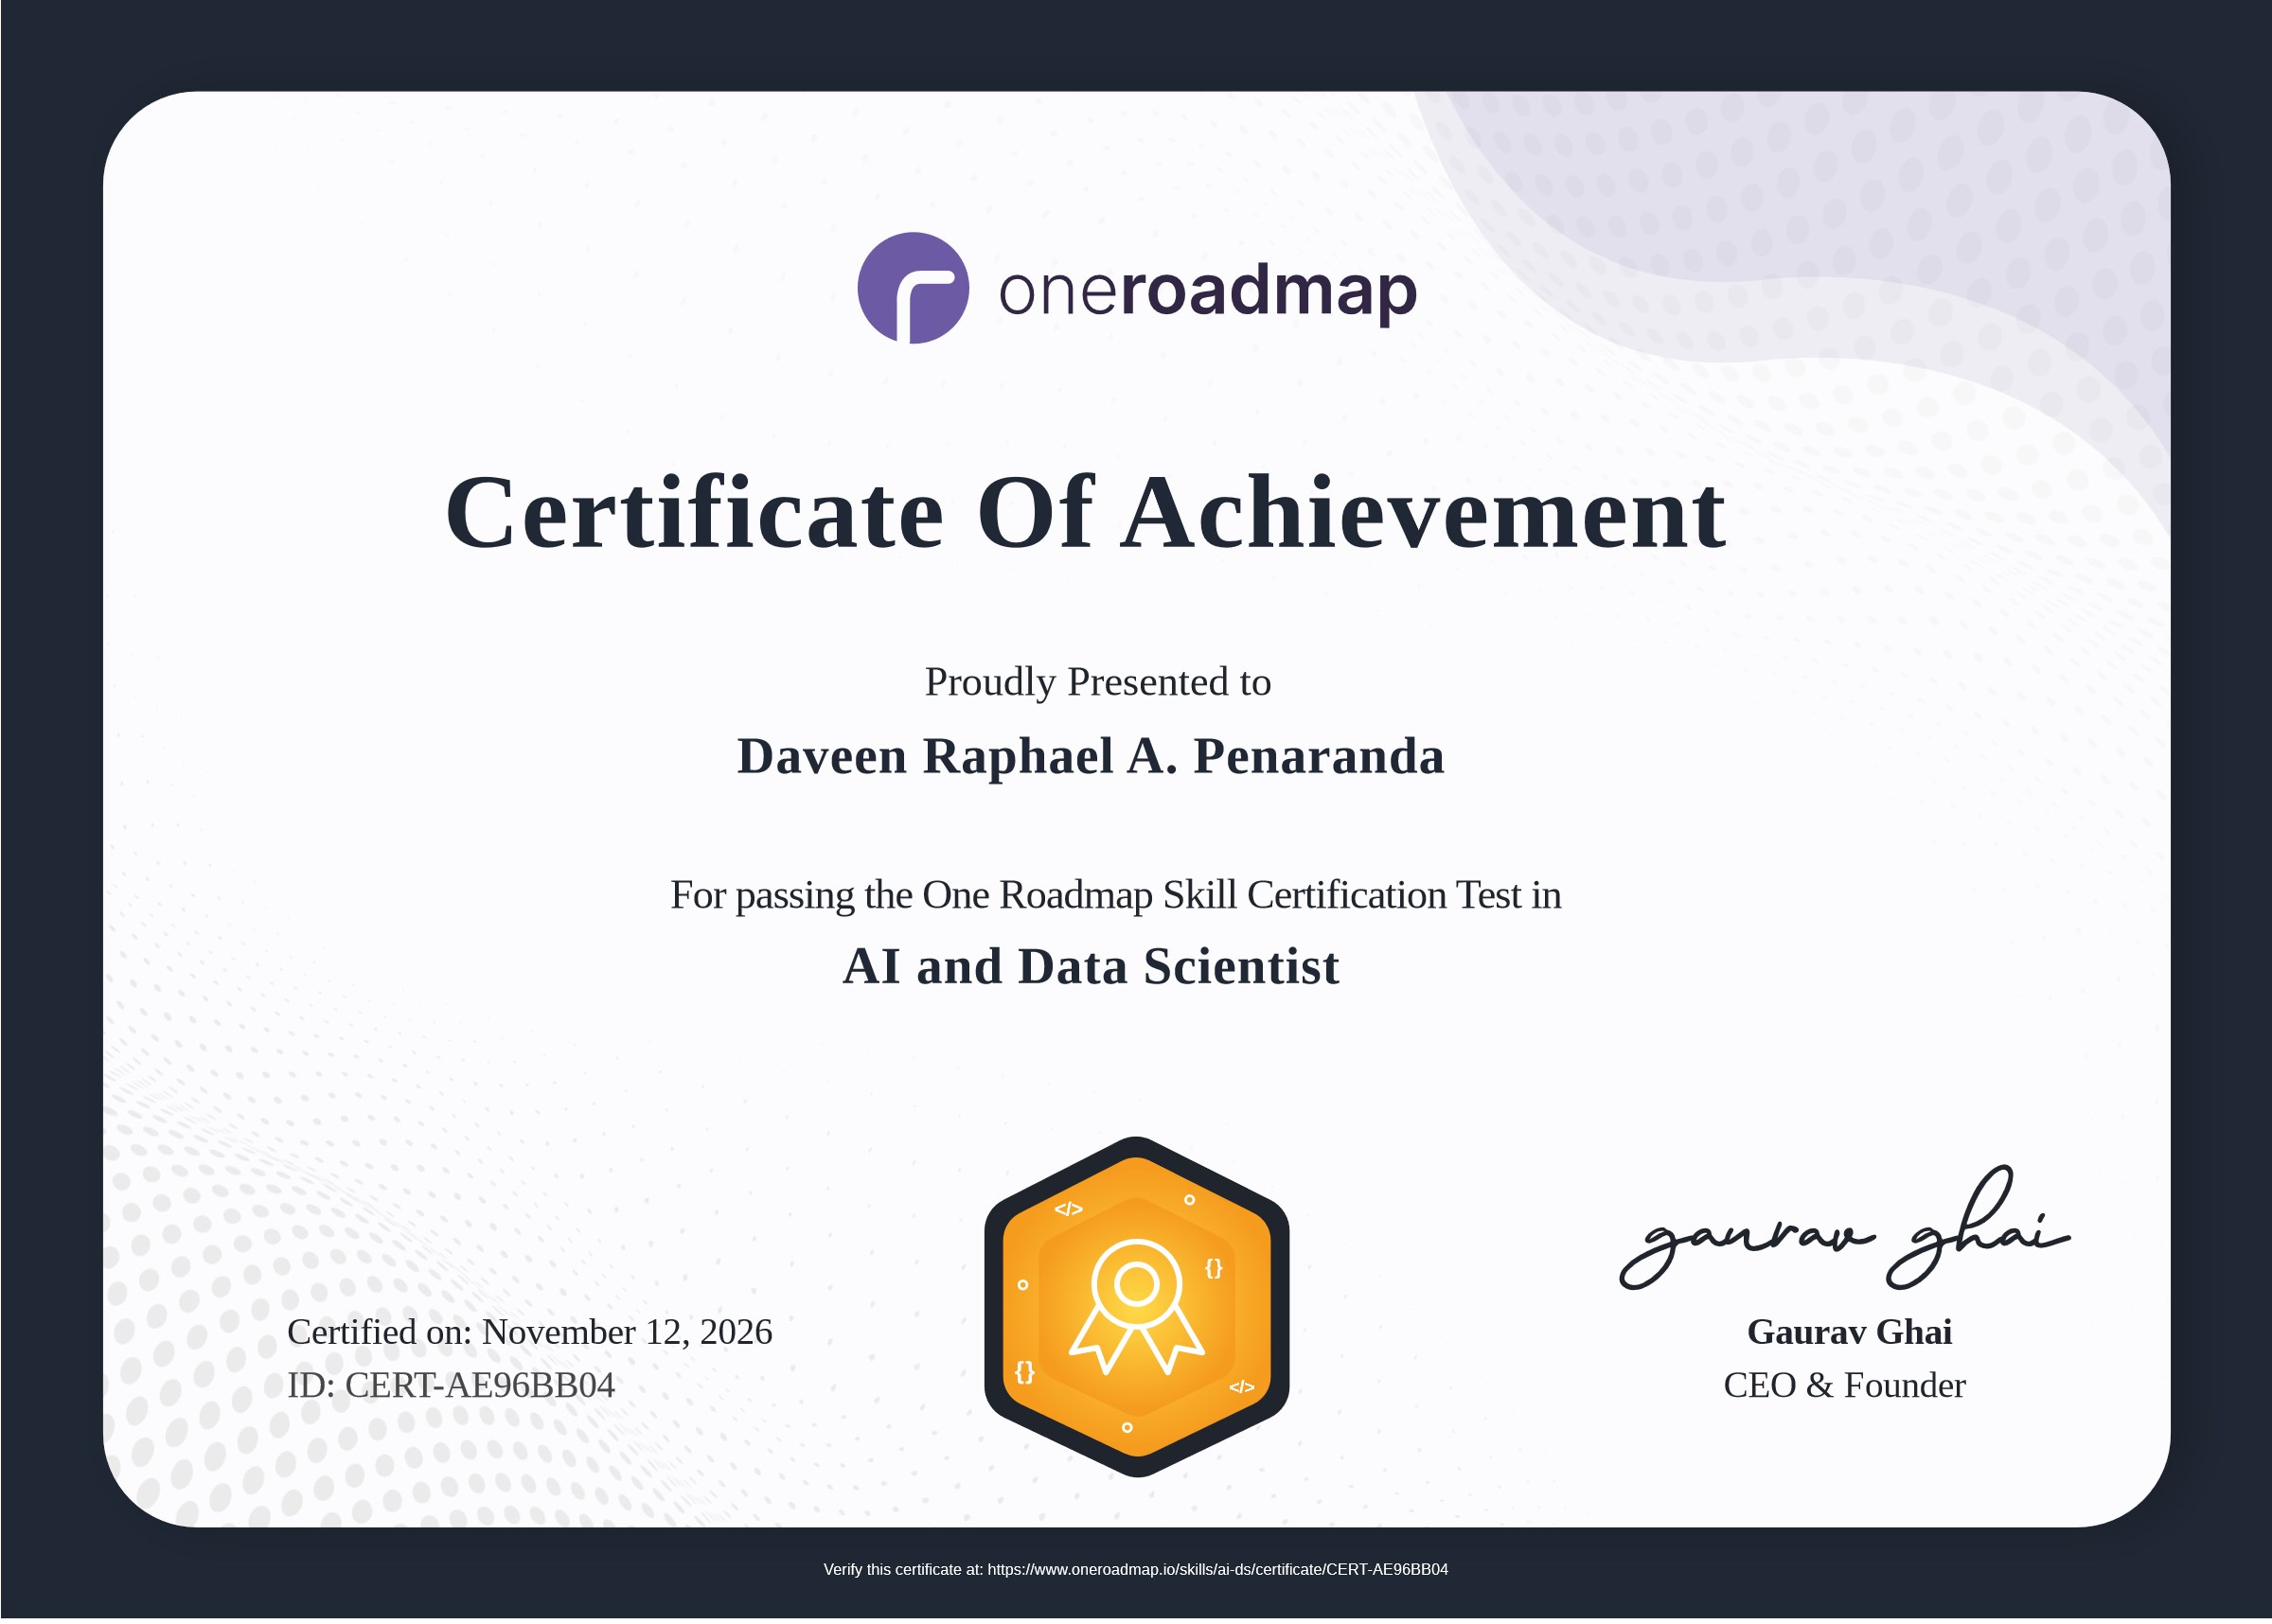 oneroadmap
Certificate Of Achievement
Proudly Presented to
Daveen Raphael A. Penaranda
For passing the One Roadmap Skill Certification Test in
AI and Data Scientist
</>
{}
{}
</>
gaurav ghai
Certified on: November 12, 2026
ID: CERT-AE96BB04
Gaurav Ghai
CEO & Founder
Verify this certificate at: https://www.oneroadmap.io/skills/ai-ds/certificate/CERT-AE96BB04